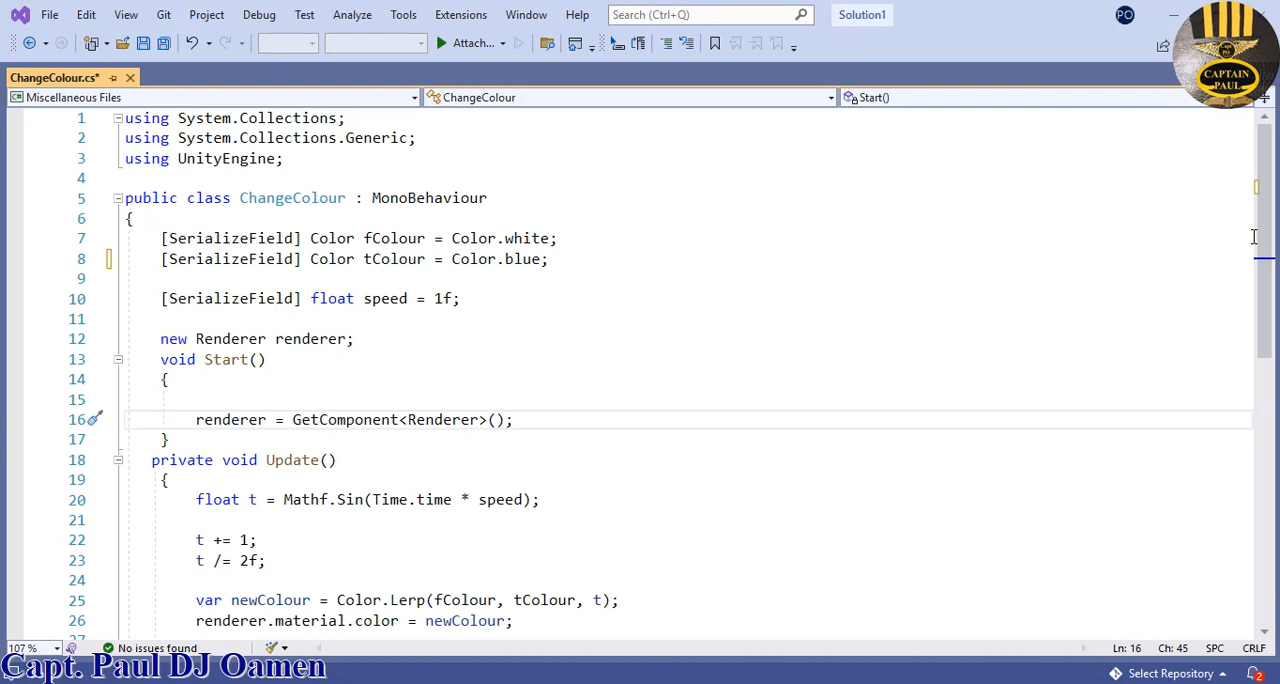 File Edit View Git Project Debug Test Analyze Tools Extensions Window Help Search (Ctrl+Q) Solution1 PO
Attach...
Capt PO
CAPTAIN
PAUL
ChangeColour.cs*
C# Miscellaneous Files ChangeColour Start()
1 using System.Collections;
2 using System.Collections.Generic;
3 using UnityEngine;
4
5 public class ChangeColour : MonoBehaviour
6 {
7 [SerializeField] Color fColour = Color.white;
8 [SerializeField] Color tColour = Color.blue;
9
10 [SerializeField] float speed = 1f;
11
12 new Renderer renderer;
13 void Start()
14 {
15
16 renderer = GetComponent<Renderer>();
17 }
18 private void Update()
19 {
20 float t = Mathf.Sin(Time.time * speed);
21
22 t += 1;
23 t /= 2f;
24
25 var newColour = Color.Lerp(fColour, tColour, t);
26 renderer.material.color = newColour;
27
107 % No issues found Ln: 16 Ch: 45 SPC CRLF
Capt. Paul DJ Oamen
Select Repository 2